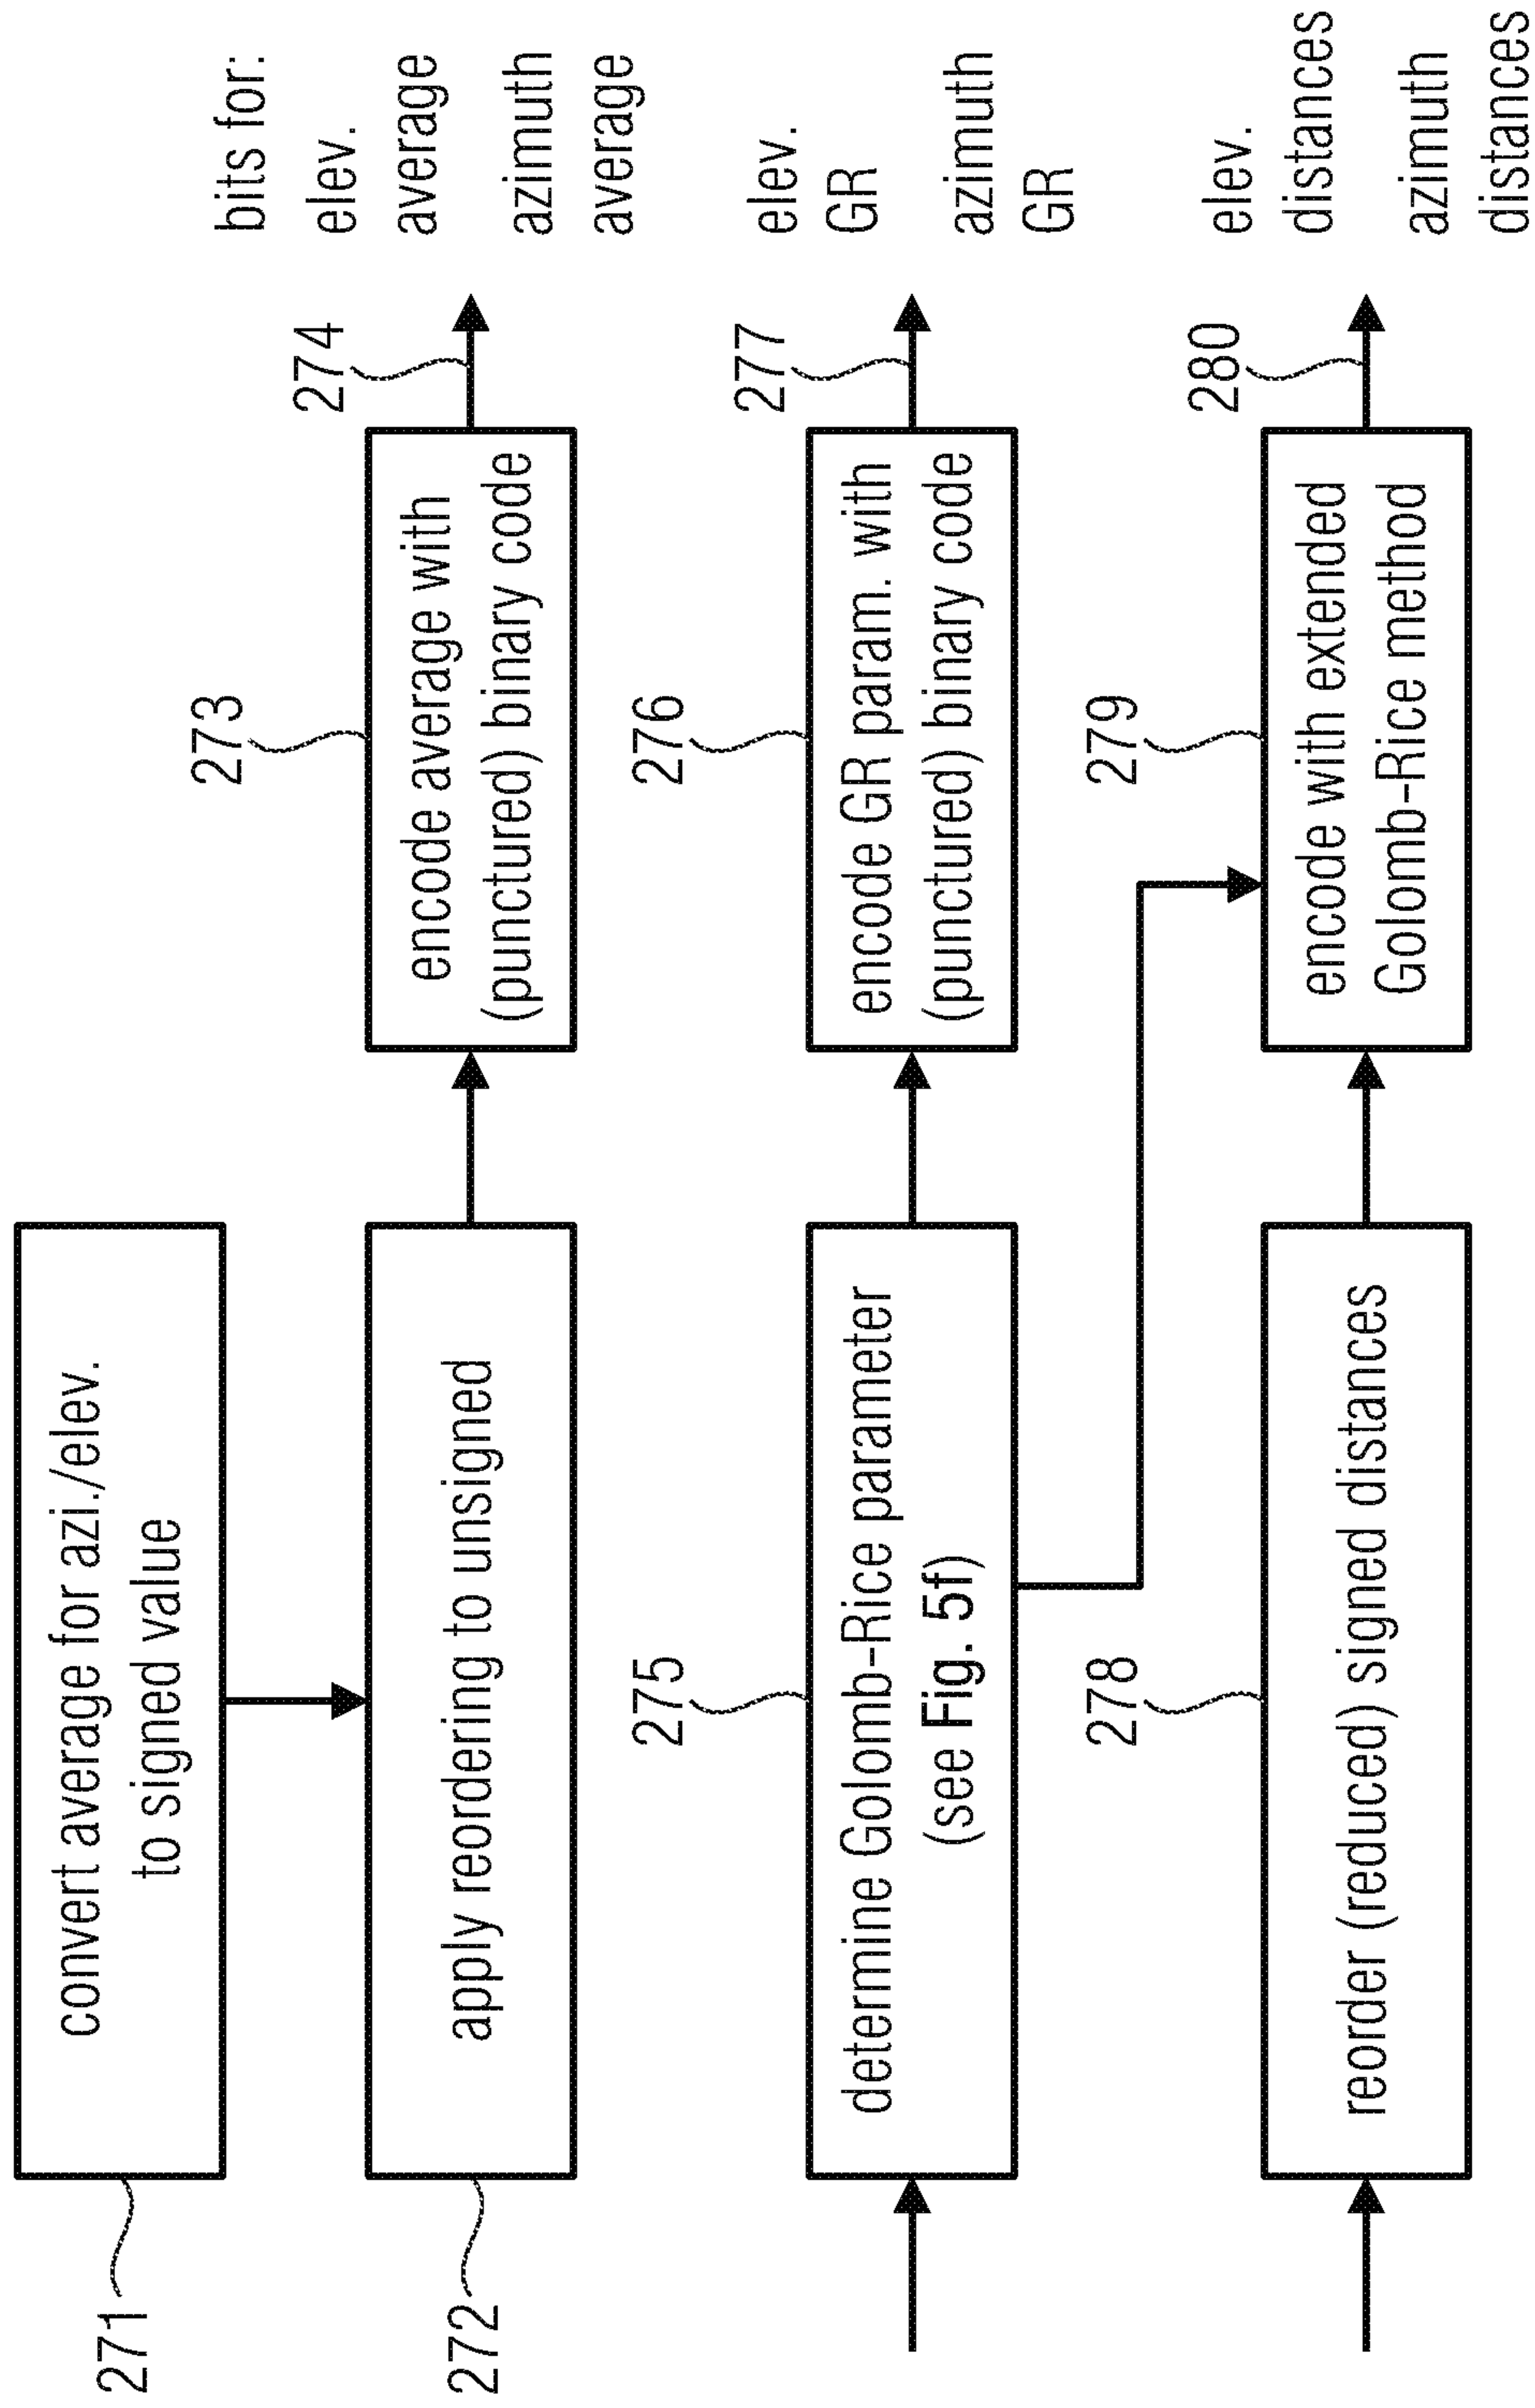 271
convert average for azi./elev.
to signed value
272
apply reordering to unsigned
273
encode average with
(punctured) binary code
274
bits for:
elev.
average
azimuth
average
275
determine Golomb-Rice parameter
(see Fig. 5f)
276
encode GR param. with
(punctured) binary code
277
elev.
GR
azimuth
GR
278
reorder (reduced) signed distances
279
encode with extended
Golomb-Rice method
280
elev.
distances
azimuth
distances